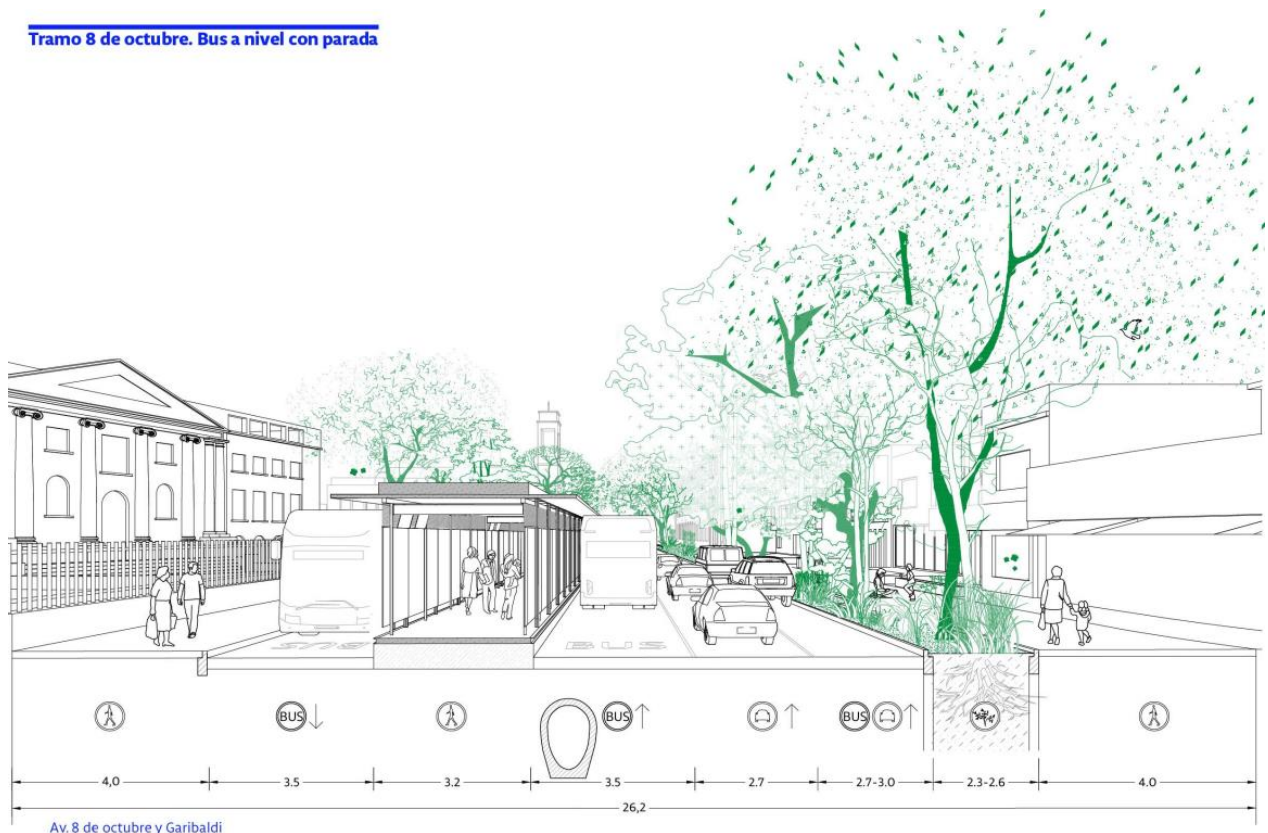 Tramo 8 de octubre. Bus a nivel con parada
BUS
BUS
BUS
BUS
BUS
4,0
3.5
3.2
3.5
2.7
2.7-3.0
2.3-2.6
4.0
26,2
Av. 8 de octubre y Garibaldi